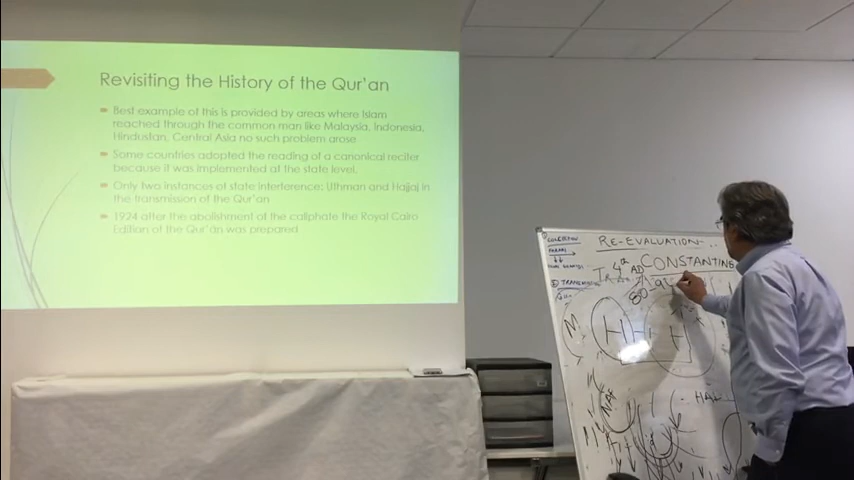 Revisiting the History of the Qur'an
Best example of this is provided by areas where Islam
reached through the common man like Malaysia, Indonesia,
Hindustan, Central Asia no such problem arose
Some countries adopted the reading of a canonical reciter
because it was implemented at the state level.
Only two instances of state interference: Uthman and Hajjaj in
the transmission of the Qur'an
1924 after the abolishment of the caliphate the Royal Cairo
Edition of the Qur'an was prepared
RE-EVALUATION
4th AD CONSTANTINE
80
M
H H
HAF